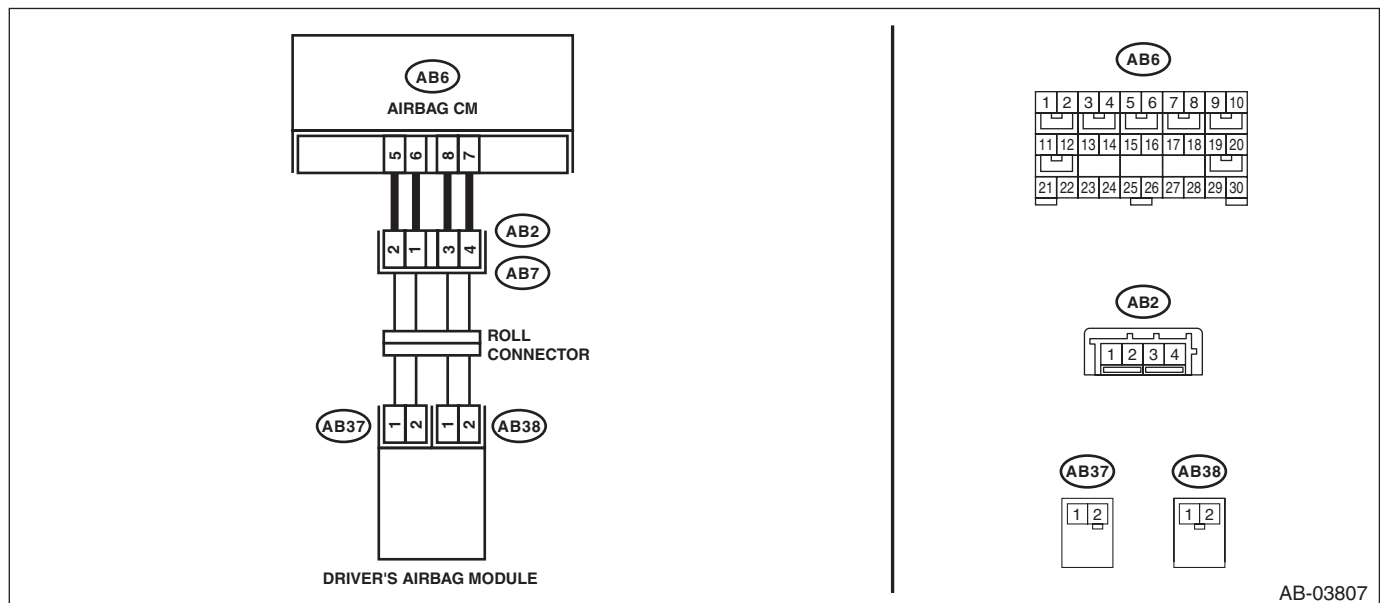 AB6
AIRBAG CM
5 6 8 7
2 1 3 4
AB2
AB7
ROLL
CONNECTOR
AB37
1 2 1 2
AB38
DRIVER'S AIRBAG MODULE
AB6
1 2 3 4 5 6 7 8 9 10
11 12 13 14 15 16 17 18 19 20
21 22 23 24 25 26 27 28 29 30
AB2
1 2 3 4
AB37 AB38
1 2 1 2
AB-03807